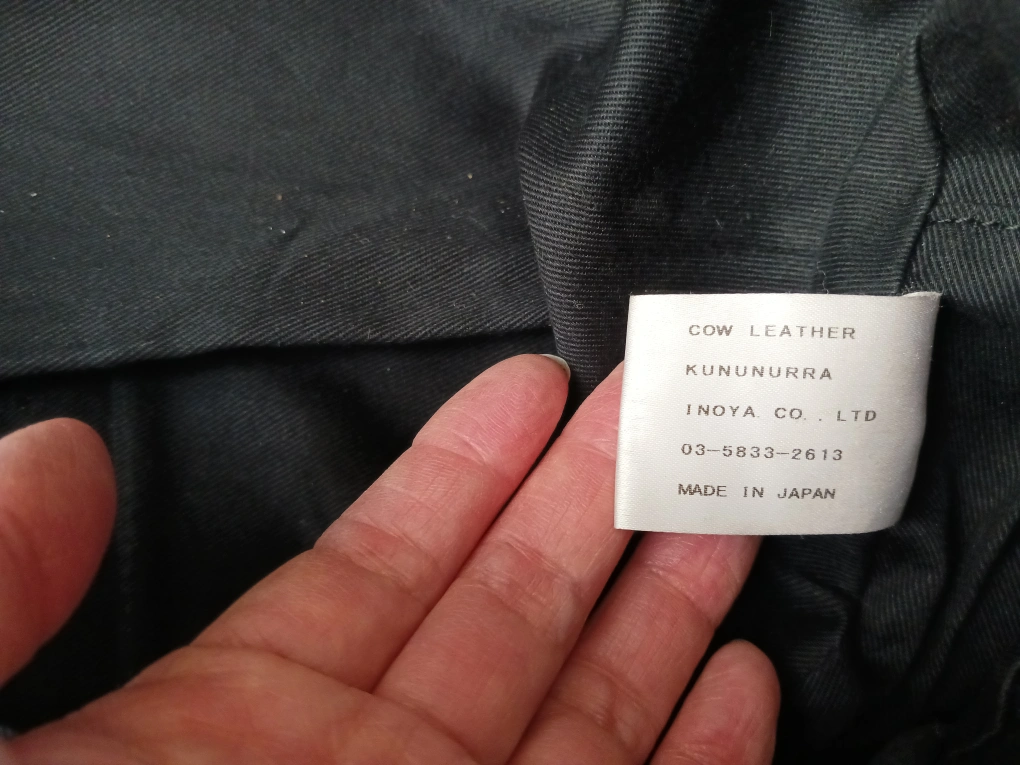 COW LEATHER
KUNUNURRA
INOYA. CO., LTD
03-5833-2613
MADE IN JAPAN